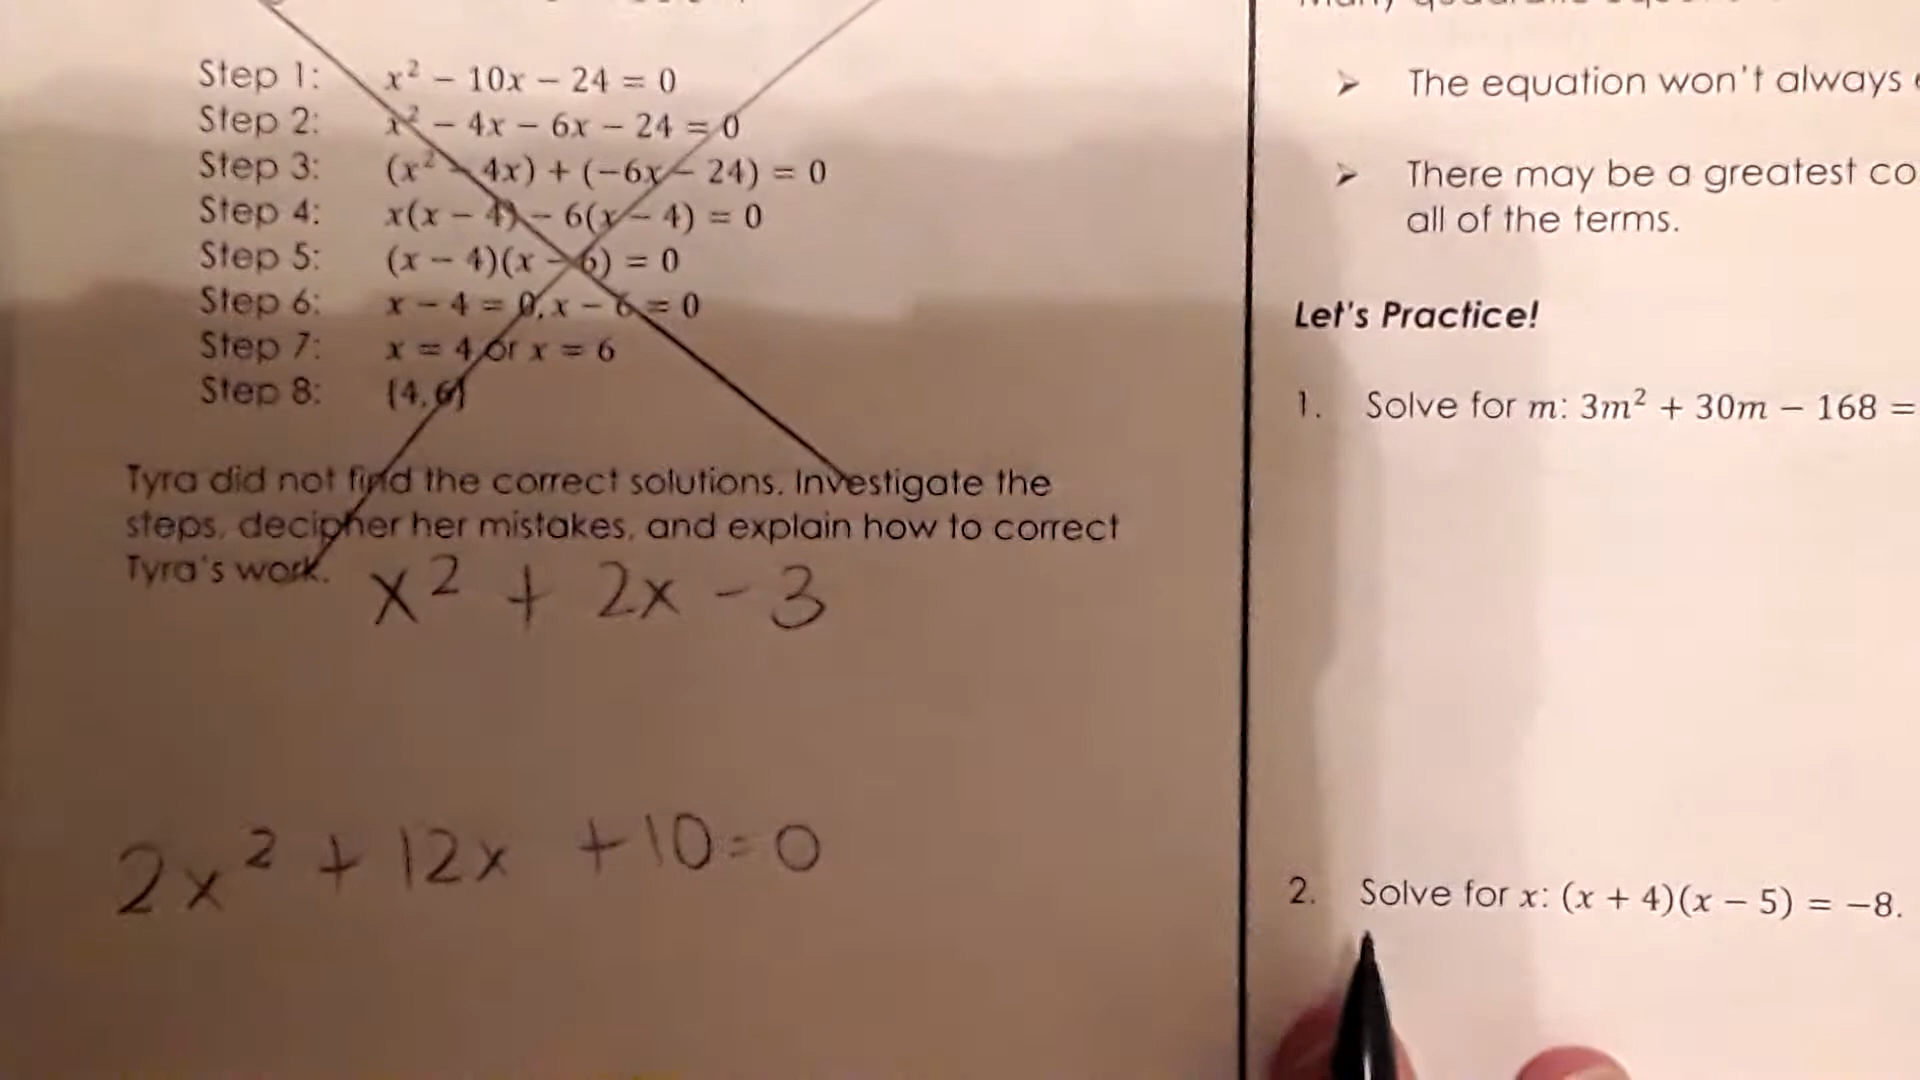 Step 1: x² − 10x − 24 = 0
Step 2: x² − 4x − 6x − 24 = 0
Step 3: (x² − 4x) + (−6x − 24) = 0
Step 4: x(x − 4) − 6(x − 4) = 0
Step 5: (x − 4)(x − 6) = 0
Step 6: x − 4 = 0, x − 6 = 0
Step 7: x = 4 or x = 6
Step 8: {4, 6}
Tyra did not find the correct solutions. Investigate the
steps, decipher her mistakes, and explain how to correct
Tyra's work.
x² + 2x - 3
2x² + 12x + 10 = 0
➢ The equation won't always
➢ There may be a greatest co
all of the terms.
Let's Practice!
1. Solve for m: 3m² + 30m − 168 =
2. Solve for x: (x + 4)(x − 5) = −8.